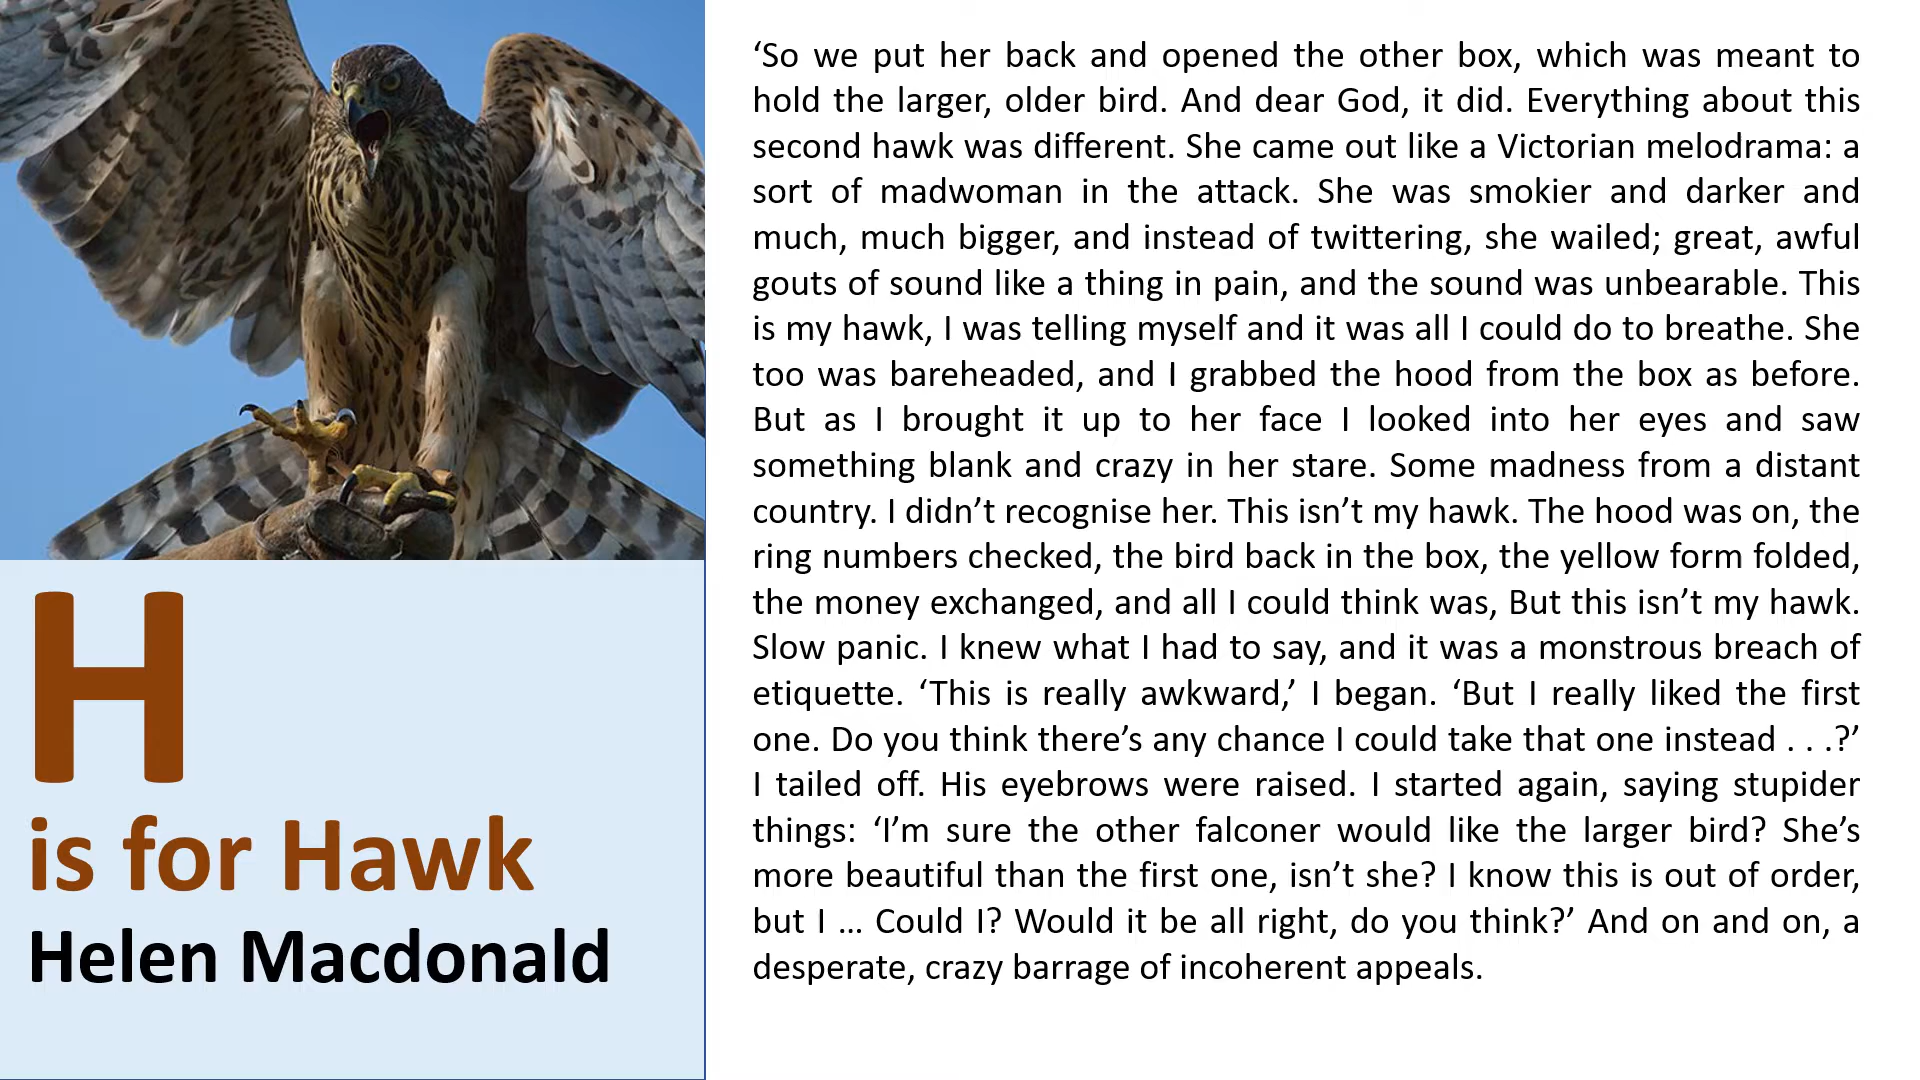 ‘So we put her back and opened the other box, which was meant to
hold the larger, older bird. And dear God, it did. Everything about this
second hawk was different. She came out like a Victorian melodrama: a
sort of madwoman in the attack. She was smokier and darker and
much, much bigger, and instead of twittering, she wailed; great, awful
gouts of sound like a thing in pain, and the sound was unbearable. This
is my hawk, I was telling myself and it was all I could do to breathe. She
too was bareheaded, and I grabbed the hood from the box as before.
But as I brought it up to her face I looked into her eyes and saw
something blank and crazy in her stare. Some madness from a distant
country. I didn’t recognise her. This isn’t my hawk. The hood was on, the
ring numbers checked, the bird back in the box, the yellow form folded,
the money exchanged, and all I could think was, But this isn’t my hawk.
Slow panic. I knew what I had to say, and it was a monstrous breach of
etiquette. ‘This is really awkward,’ I began. ‘But I really liked the first
one. Do you think there’s any chance I could take that one instead . . .?’
I tailed off. His eyebrows were raised. I started again, saying stupider
things: ‘I’m sure the other falconer would like the larger bird? She’s
more beautiful than the first one, isn’t she? I know this is out of order,
but I … Could I? Would it be all right, do you think?’ And on and on, a
desperate, crazy barrage of incoherent appeals.
H
is for Hawk
Helen Macdonald